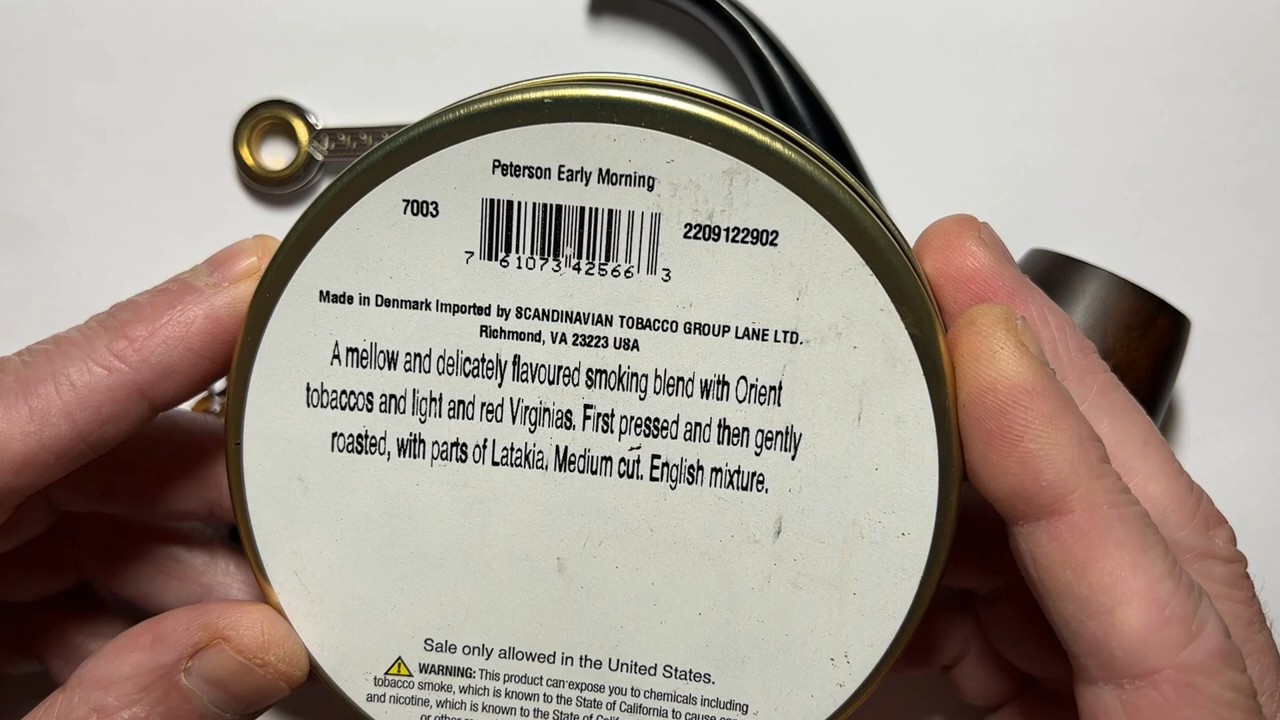 Peterson Early Morning
7003
2209122902
7 61073 42566 3
Made in Denmark Imported by SCANDINAVIAN TOBACCO GROUP LANE LTD.
Richmond, VA 23223 USA
A mellow and delicately flavoured smoking blend with Orient
tobaccos and light and red Virginias. First pressed and then gently
roasted, with parts of Latakia. Medium cut. English mixture.
Sale only allowed in the United States.
WARNING: This product can expose you to chemicals including
tobacco smoke, which is known to the State of California to cause
and nicotine, which is known to the State of
or other